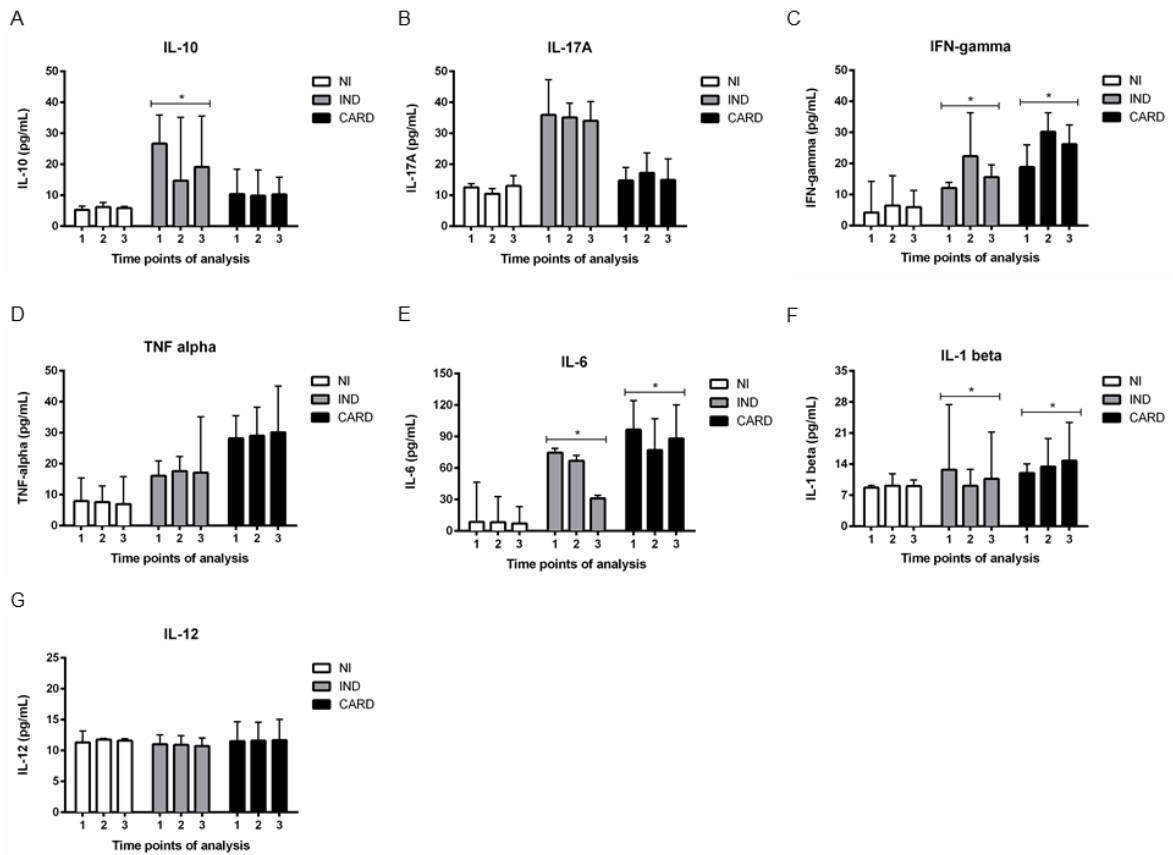 A
IL-10
IL-10 (pg/mL)
50
40
30
20
10
0
*
NI
IND
CARD
1 2 3 1 2 3 1 2 3
Time points of analysis
B
IL-17A
IL-17A (pg/mL)
50
40
30
20
10
0
NI
IND
CARD
1 2 3 1 2 3 1 2 3
Time points of analysis
C
IFN-gamma
IFN-gamma (pg/mL)
50
40
30
20
10
0
* *
NI
IND
CARD
1 2 3 1 2 3 1 2 3
Time points of analysis
D
TNF alpha
TNF-alpha (pg/mL)
50
40
30
20
10
0
NI
IND
CARD
1 2 3 1 2 3 1 2 3
Time points of analysis
E
IL-6
IL-6 (pg/mL)
150
120
90
60
30
0
* *
NI
IND
CARD
1 2 3 1 2 3 1 2 3
Time points of analysis
F
IL-1 beta
IL-1 beta (pg/mL)
35
28
21
14
7
0
* *
NI
IND
CARD
1 2 3 1 2 3 1 2 3
Time points of analysis
G
IL-12
IL-12 (pg/mL)
25
20
15
10
5
0
NI
IND
CARD
1 2 3 1 2 3 1 2 3
Time points of analysis